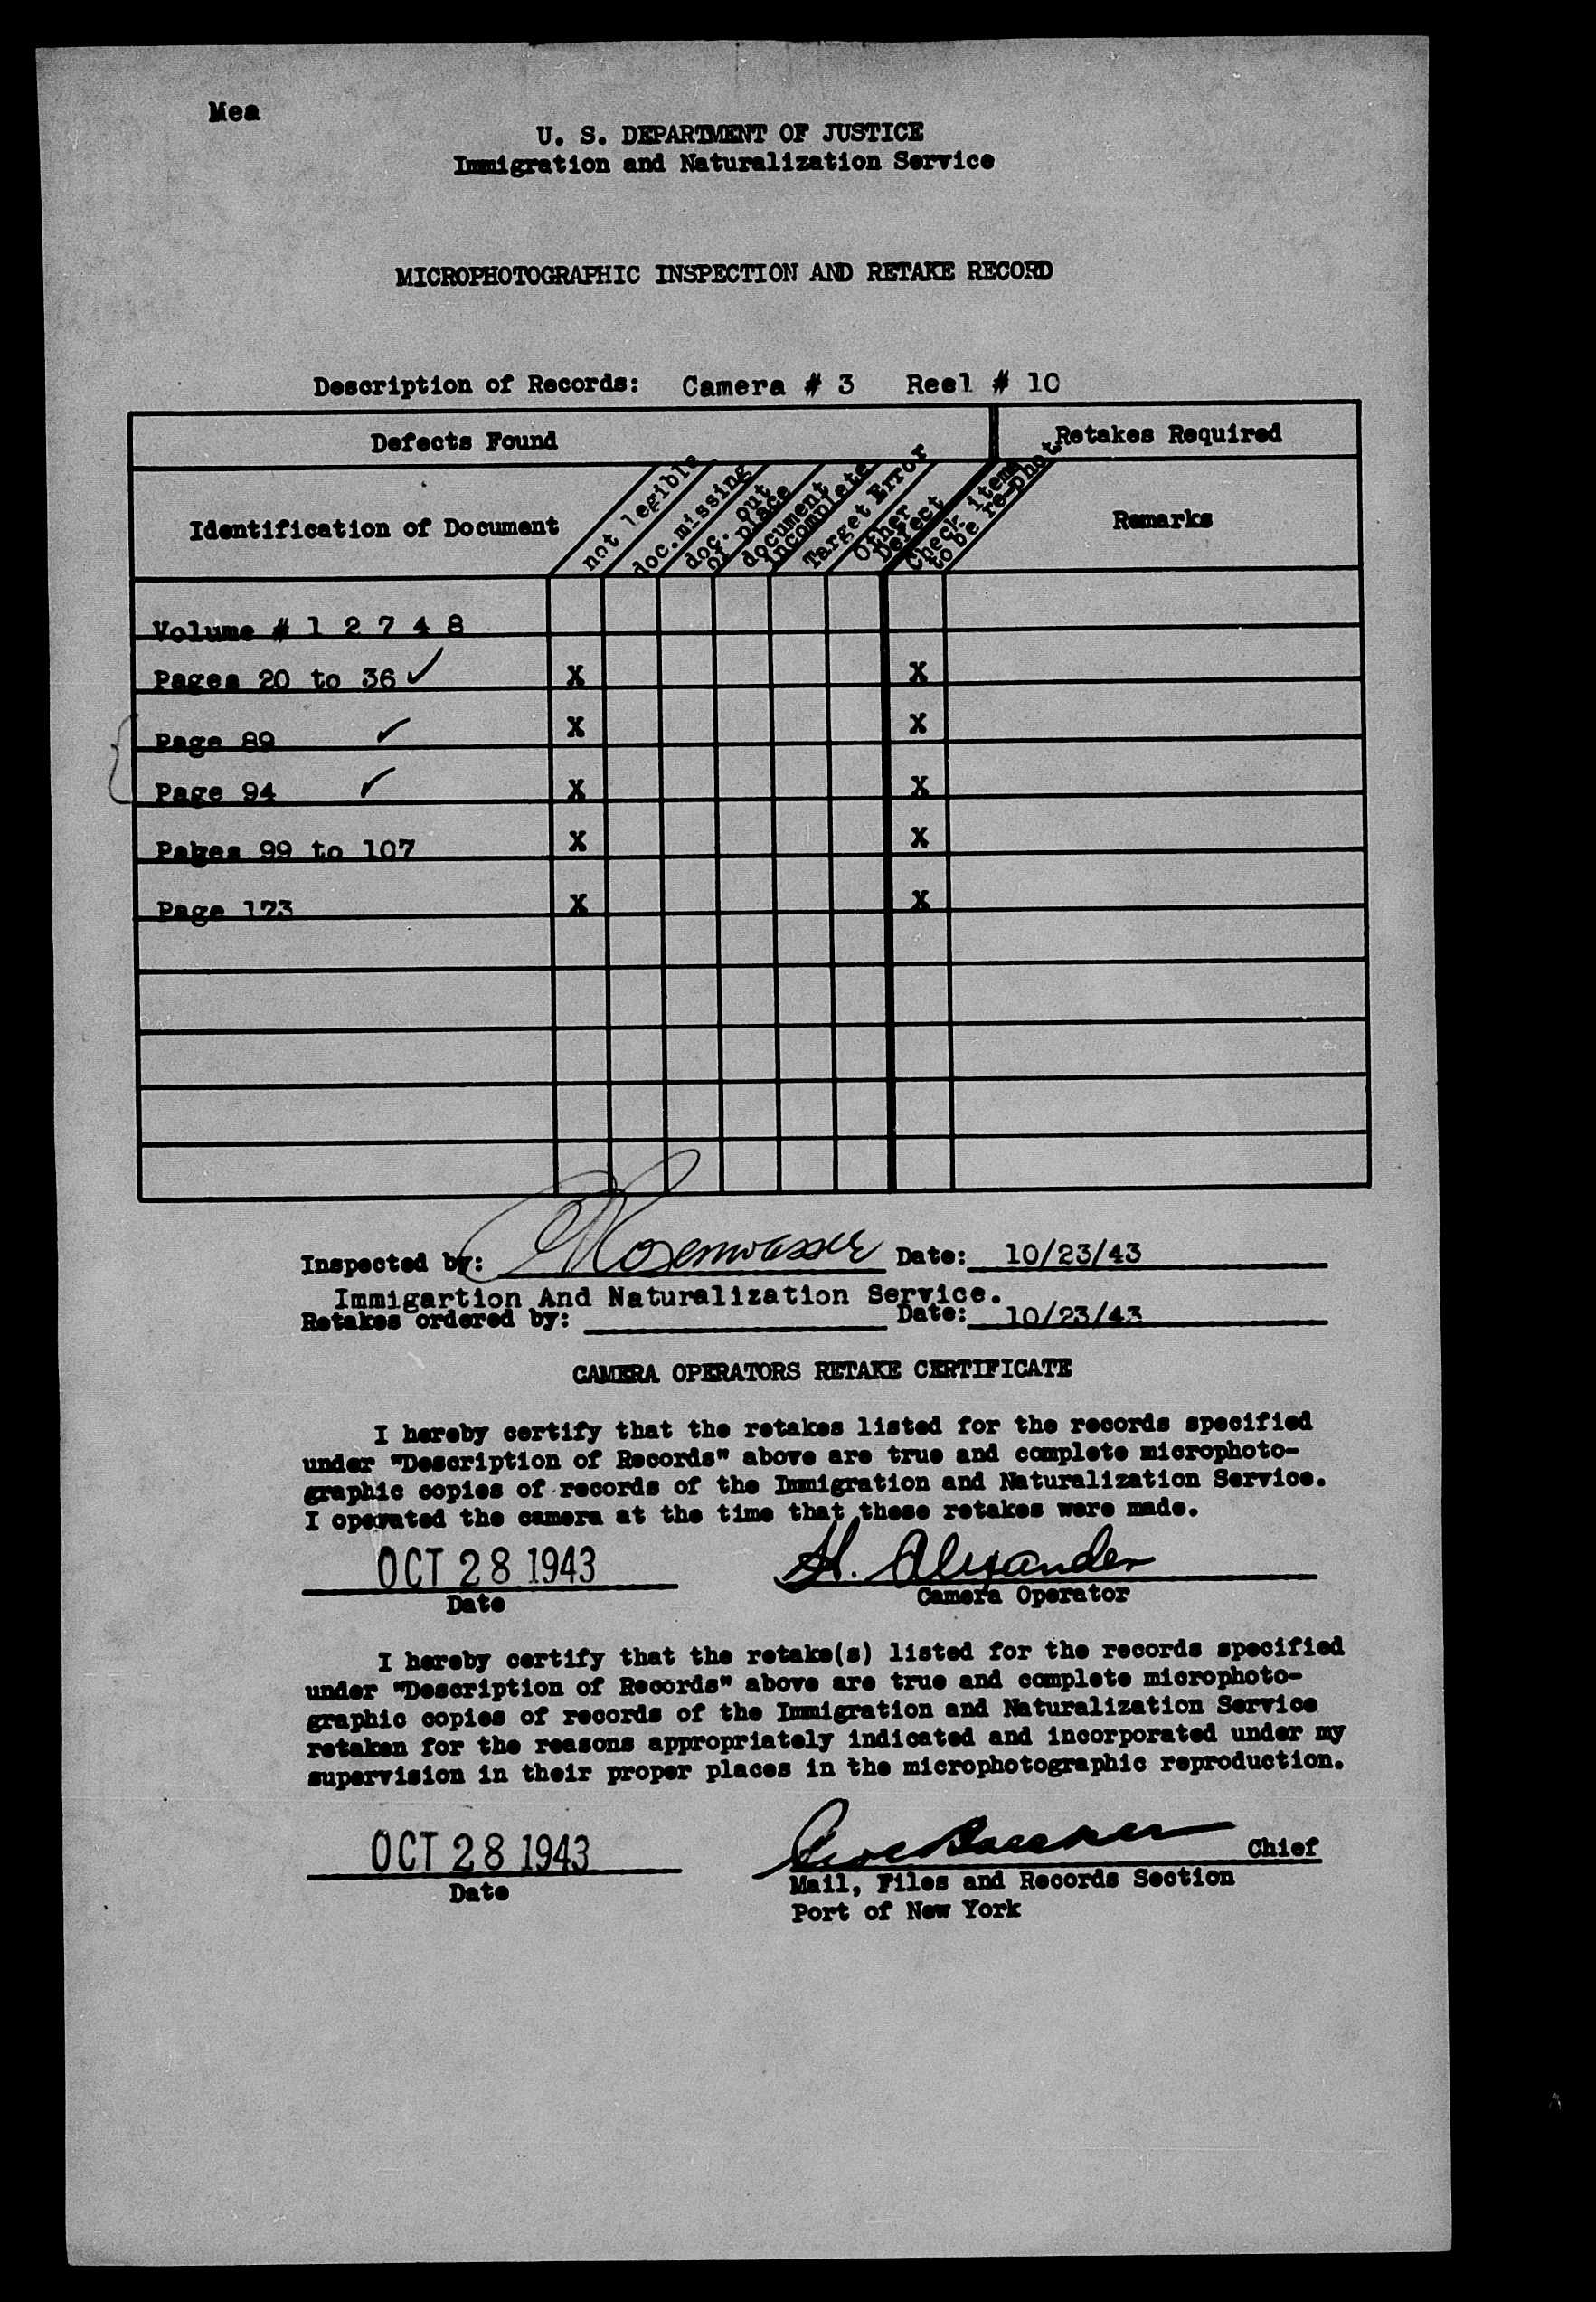 Mea
U. S. DEPARTMENT OF JUSTICE
Immigration and Naturalization Service
MICROPHOTOGRAPHIC INSPECTION AND RETAKE RECORD
Description of Records: Camera # 3 Reel # 10
Defects Found
Retakes Required
Identification of Document
not legible
doc.missing
doc. out
of place
document
incomplete
Target Error
Other
Defect
Check items
to be re-phot.
Remarks
Volume # 1 2 7 4 8
Pages 20 to 36 ✓ X X
Page 89 ✓ X X
Page 94 ✓ X X
Pages 99 to 107 X X
Page 173 X X
Inspected by: Rosenwasser Date: 10/23/43
Immigartion And Naturalization Service.
Retakes ordered by: Date: 10/23/43
CAMERA OPERATORS RETAKE CERTIFICATE
I hereby certify that the retakes listed for the records specified
under "Description of Records" above are true and complete microphoto-
graphic copies of records of the Immigration and Naturalization Service.
I operated the camera at the time that these retakes were made.
OCT 28 1943 H. Alexander
Date Camera Operator
I hereby certify that the retake(s) listed for the records specified
under "Description of Records" above are true and complete microphoto-
graphic copies of records of the Immigration and Naturalization Service
retaken for the reasons appropriately indicated and incorporated under my
supervision in their proper places in the microphotographic reproduction.
OCT 28 1943 Chief
Date Mail, Files and Records Section
Port of New York